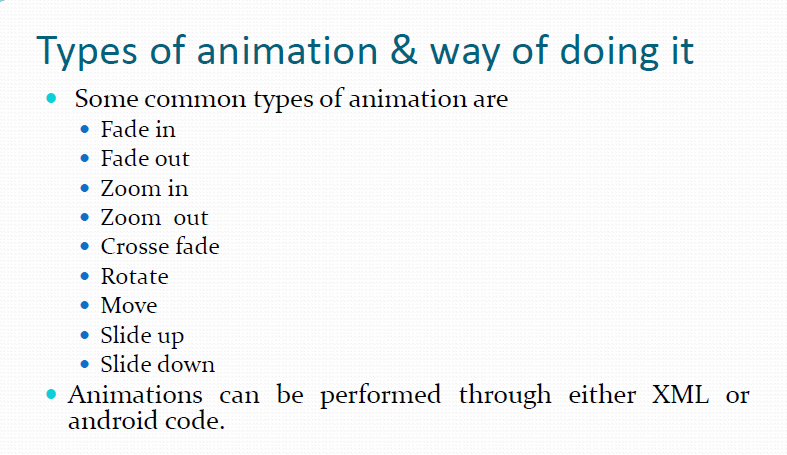 Types of animation & way of doing it
Some common types of animation are
Fade in
Fade out
Zoom in
Zoom out
Crosse fade
Rotate
Move
Slide up
Slide down
Animations can be performed through either XML or
android code.